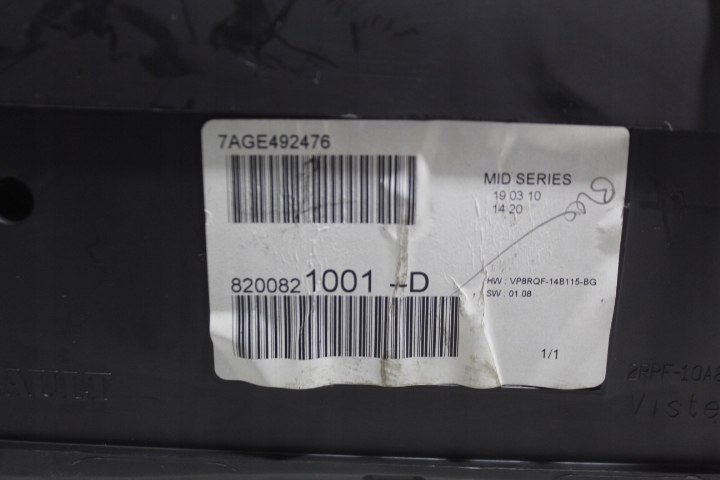 7AGE492476
MID SERIES
19 03 10
14 20
820082 1001 --D
HW : VP8RQF-14B115-BG
SW : 01.08
1/1
AULT
Viste